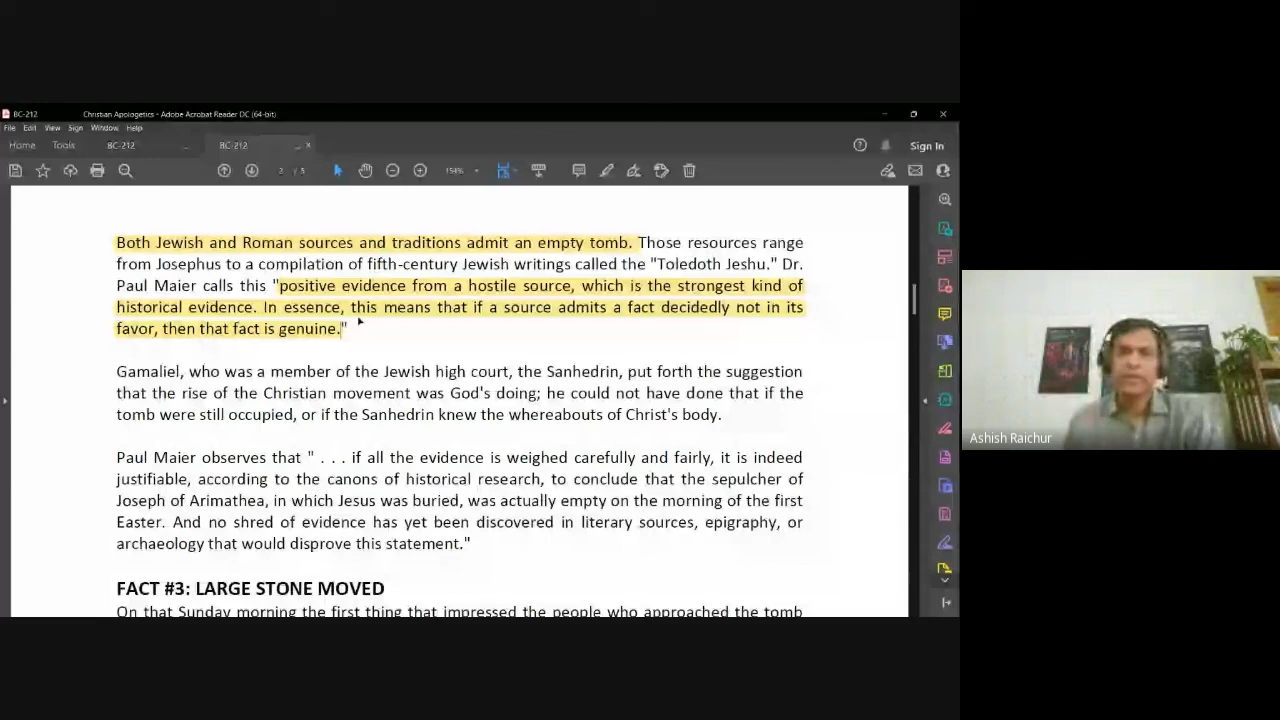 BC-212 Christian Apologetics - Adobe Acrobat Reader DC (64-bit)
File Edit View Sign Window Help
Home Tools BC-212 ... BC-212 ... × Sign In
2 / 5 154%
Both Jewish and Roman sources and traditions admit an empty tomb. Those resources range
from Josephus to a compilation of fifth-century Jewish writings called the "Toledoth Jeshu." Dr.
Paul Maier calls this "positive evidence from a hostile source, which is the strongest kind of
historical evidence. In essence, this means that if a source admits a fact decidedly not in its
favor, then that fact is genuine."
Gamaliel, who was a member of the Jewish high court, the Sanhedrin, put forth the suggestion
that the rise of the Christian movement was God's doing; he could not have done that if the
tomb were still occupied, or if the Sanhedrin knew the whereabouts of Christ's body.
Paul Maier observes that " . . . if all the evidence is weighed carefully and fairly, it is indeed
justifiable, according to the canons of historical research, to conclude that the sepulcher of
Joseph of Arimathea, in which Jesus was buried, was actually empty on the morning of the first
Easter. And no shred of evidence has yet been discovered in literary sources, epigraphy, or
archaeology that would disprove this statement."
FACT #3: LARGE STONE MOVED
On that Sunday morning the first thing that impressed the people who approached the tomb
Ashish Raichur